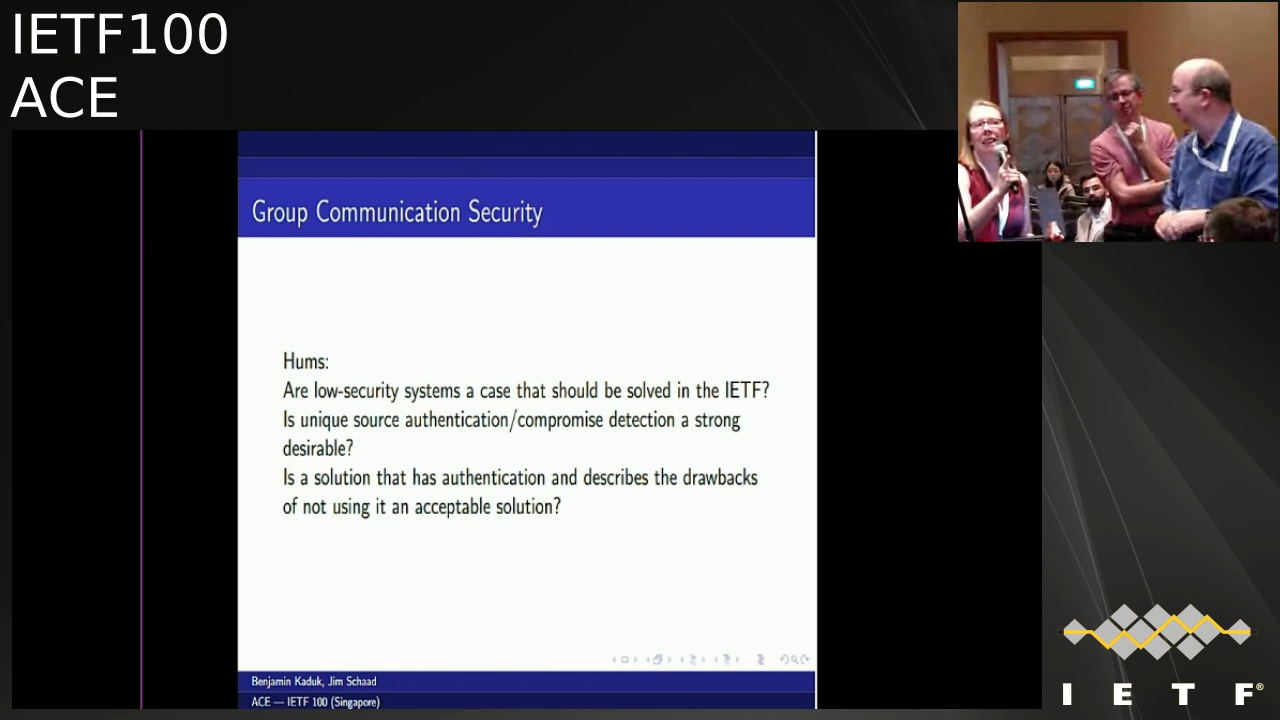 IETF100
ACE
Group Communication Security
Hums:
Are low-security systems a case that should be solved in the IETF?
Is unique source authentication/compromise detection a strong
desirable?
Is a solution that has authentication and describes the drawbacks
of not using it an acceptable solution?
Benjamin Kaduk, Jim Schaad
ACE — IETF 100 (Singapore)
I E T F®